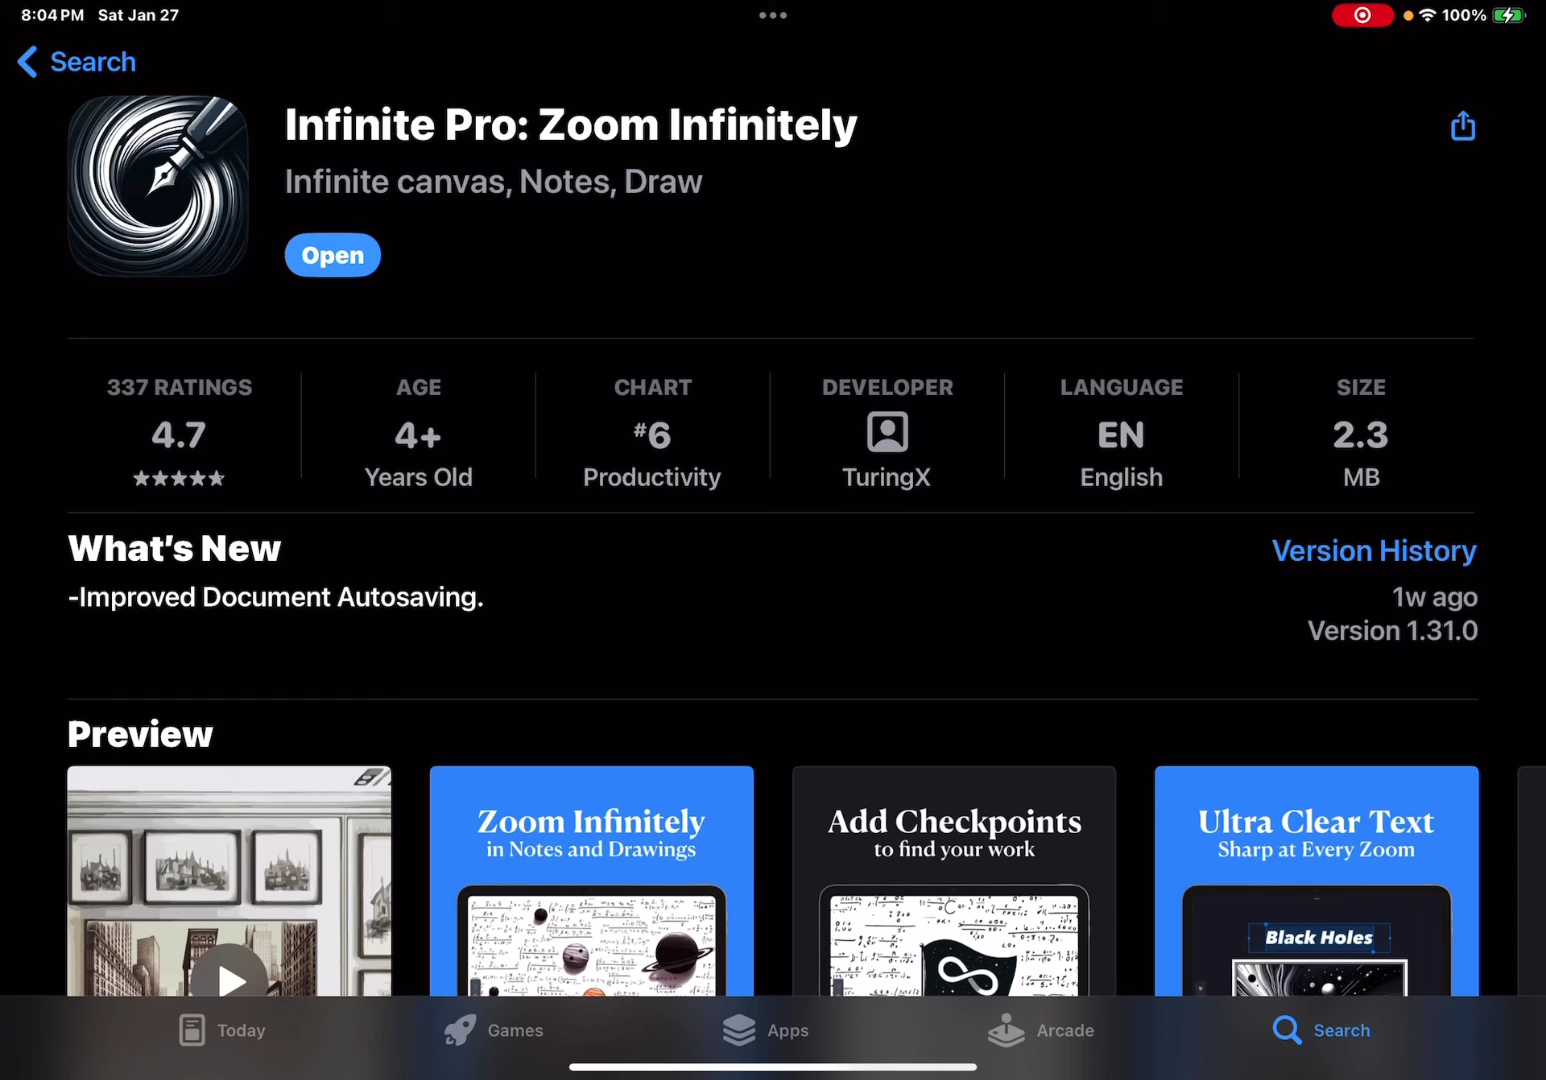 8:04 PM Sat Jan 27
100%
Search
Infinite Pro: Zoom Infinitely
Infinite canvas, Notes, Draw
Open
337 RATINGS
4.7
AGE
4+
Years Old
CHART
#6
Productivity
DEVELOPER
TuringX
LANGUAGE
EN
English
SIZE
2.3
MB
What's New
Version History
-Improved Document Autosaving.
1w ago
Version 1.31.0
Preview
Zoom Infinitely
in Notes and Drawings
Add Checkpoints
to find your work
Ultra Clear Text
Sharp at Every Zoom
Black Holes
Today
Games
Apps
Arcade
Search